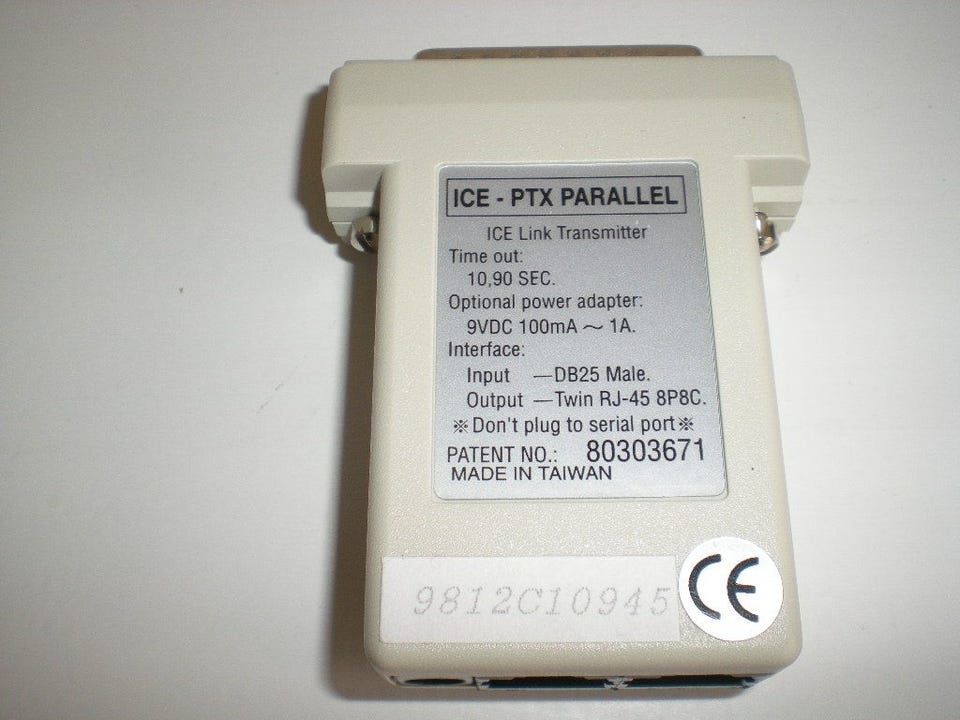 ICE - PTX PARALLEL
ICE Link Transmitter
Time out:
10,90 SEC.
Optional power adapter:
9VDC 100mA ～ 1A.
Interface:
Input —DB25 Male.
Output —Twin RJ-45 8P8C.
※Don't plug to serial port※
PATENT NO.: 80303671
MADE IN TAIWAN
9812C10945
CE